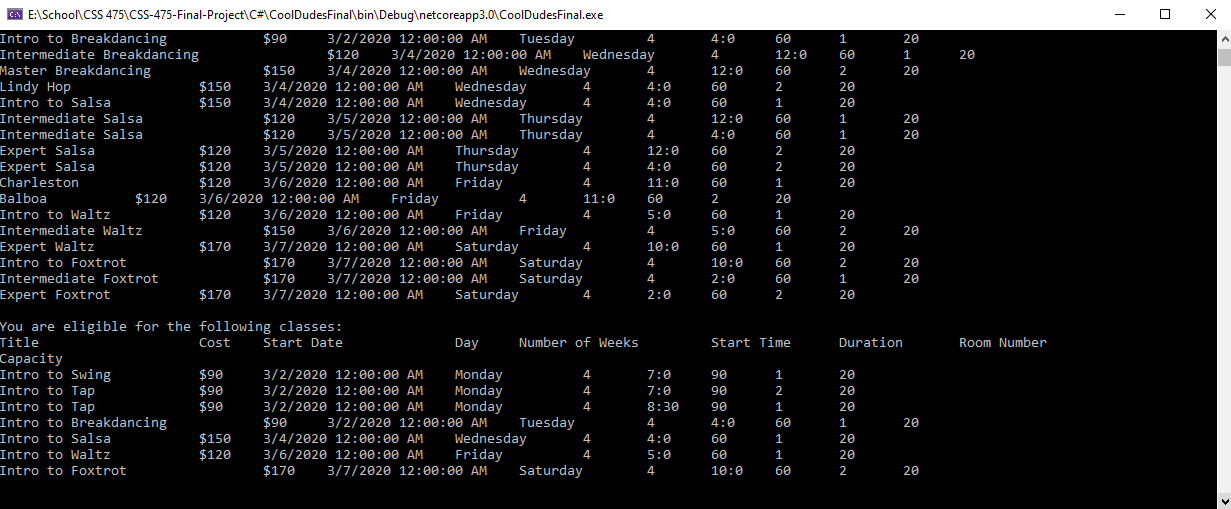 E:\School\CSS 475\CSS-475-Final-Project\C#\CoolDudesFinal\bin\Debug\netcoreapp3.0\CoolDudesFinal.exe
Intro to Breakdancing $90 3/2/2020 12:00:00 AM Tuesday 4 4:0 60 1 20
Intermediate Breakdancing $120 3/4/2020 12:00:00 AM Wednesday 4 12:0 60 1 20
Master Breakdancing $150 3/4/2020 12:00:00 AM Wednesday 4 12:0 60 2 20
Lindy Hop $150 3/4/2020 12:00:00 AM Wednesday 4 4:0 60 2 20
Intro to Salsa $150 3/4/2020 12:00:00 AM Wednesday 4 4:0 60 1 20
Intermediate Salsa $120 3/5/2020 12:00:00 AM Thursday 4 12:0 60 1 20
Intermediate Salsa $120 3/5/2020 12:00:00 AM Thursday 4 4:0 60 1 20
Expert Salsa $120 3/5/2020 12:00:00 AM Thursday 4 12:0 60 2 20
Expert Salsa $120 3/5/2020 12:00:00 AM Thursday 4 4:0 60 2 20
Charleston $120 3/6/2020 12:00:00 AM Friday 4 11:0 60 1 20
Balboa $120 3/6/2020 12:00:00 AM Friday 4 11:0 60 2 20
Intro to Waltz $120 3/6/2020 12:00:00 AM Friday 4 5:0 60 1 20
Intermediate Waltz $150 3/6/2020 12:00:00 AM Friday 4 5:0 60 2 20
Expert Waltz $170 3/7/2020 12:00:00 AM Saturday 4 10:0 60 1 20
Intro to Foxtrot $170 3/7/2020 12:00:00 AM Saturday 4 10:0 60 2 20
Intermediate Foxtrot $170 3/7/2020 12:00:00 AM Saturday 4 2:0 60 1 20
Expert Foxtrot $170 3/7/2020 12:00:00 AM Saturday 4 2:0 60 2 20
You are eligible for the following classes:
Title Cost Start Date Day Number of Weeks Start Time Duration Room Number
Capacity
Intro to Swing $90 3/2/2020 12:00:00 AM Monday 4 7:0 90 1 20
Intro to Tap $90 3/2/2020 12:00:00 AM Monday 4 7:0 90 2 20
Intro to Tap $90 3/2/2020 12:00:00 AM Monday 4 8:30 90 1 20
Intro to Breakdancing $90 3/2/2020 12:00:00 AM Tuesday 4 4:0 60 1 20
Intro to Salsa $150 3/4/2020 12:00:00 AM Wednesday 4 4:0 60 1 20
Intro to Waltz $120 3/6/2020 12:00:00 AM Friday 4 5:0 60 1 20
Intro to Foxtrot $170 3/7/2020 12:00:00 AM Saturday 4 10:0 60 2 20